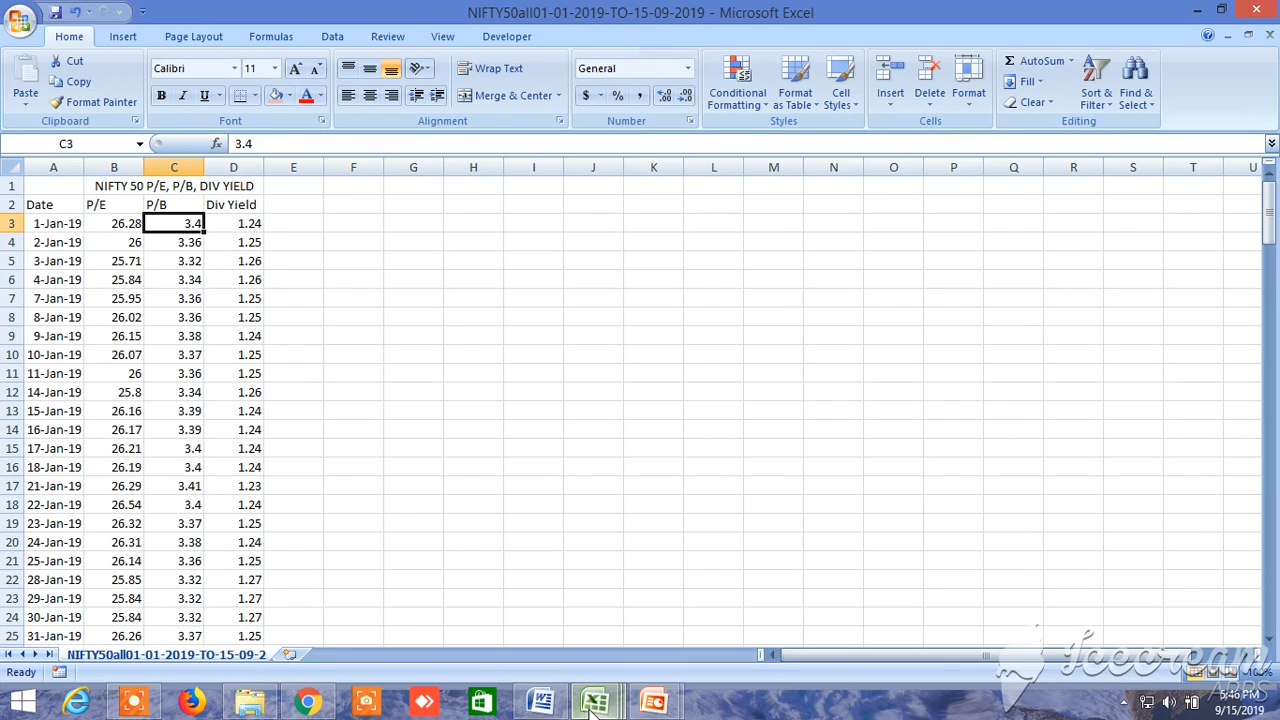 NIFTY50all01-01-2019-TO-15-09-2019 - Microsoft Excel
Home Insert Page Layout Formulas Data Review View Developer
Paste Cut Copy Format Painter
Calibri 11
Wrap Text
Merge & Center
General
Conditional Formatting Format as Table Cell Styles
Insert Delete Format
AutoSum Fill Clear
Sort & Filter Find & Select
Clipboard Font Alignment Number Styles Cells Editing
C3 fx 3.4
A B C D E F G H I J K L M N O P Q R S T U
1 NIFTY 50 P/E, P/B, DIV YIELD
2 Date P/E P/B Div Yield
3 1-Jan-19 26.28 3.4 1.24
4 2-Jan-19 26 3.36 1.25
5 3-Jan-19 25.71 3.32 1.26
6 4-Jan-19 25.84 3.34 1.26
7 7-Jan-19 25.95 3.36 1.25
8 8-Jan-19 26.02 3.36 1.25
9 9-Jan-19 26.15 3.38 1.24
10 10-Jan-19 26.07 3.37 1.25
11 11-Jan-19 26 3.36 1.25
12 14-Jan-19 25.8 3.34 1.26
13 15-Jan-19 26.16 3.39 1.24
14 16-Jan-19 26.17 3.39 1.24
15 17-Jan-19 26.21 3.4 1.24
16 18-Jan-19 26.19 3.4 1.24
17 21-Jan-19 26.29 3.41 1.23
18 22-Jan-19 26.54 3.4 1.24
19 23-Jan-19 26.32 3.37 1.25
20 24-Jan-19 26.31 3.38 1.24
21 25-Jan-19 26.14 3.36 1.25
22 28-Jan-19 25.85 3.32 1.27
23 29-Jan-19 25.84 3.32 1.27
24 30-Jan-19 25.84 3.32 1.27
25 31-Jan-19 26.26 3.37 1.25
NIFTY50all01-01-2019-TO-15-09-2
Ready 100%
Icecream
APPS
5:46 PM
9/15/2019